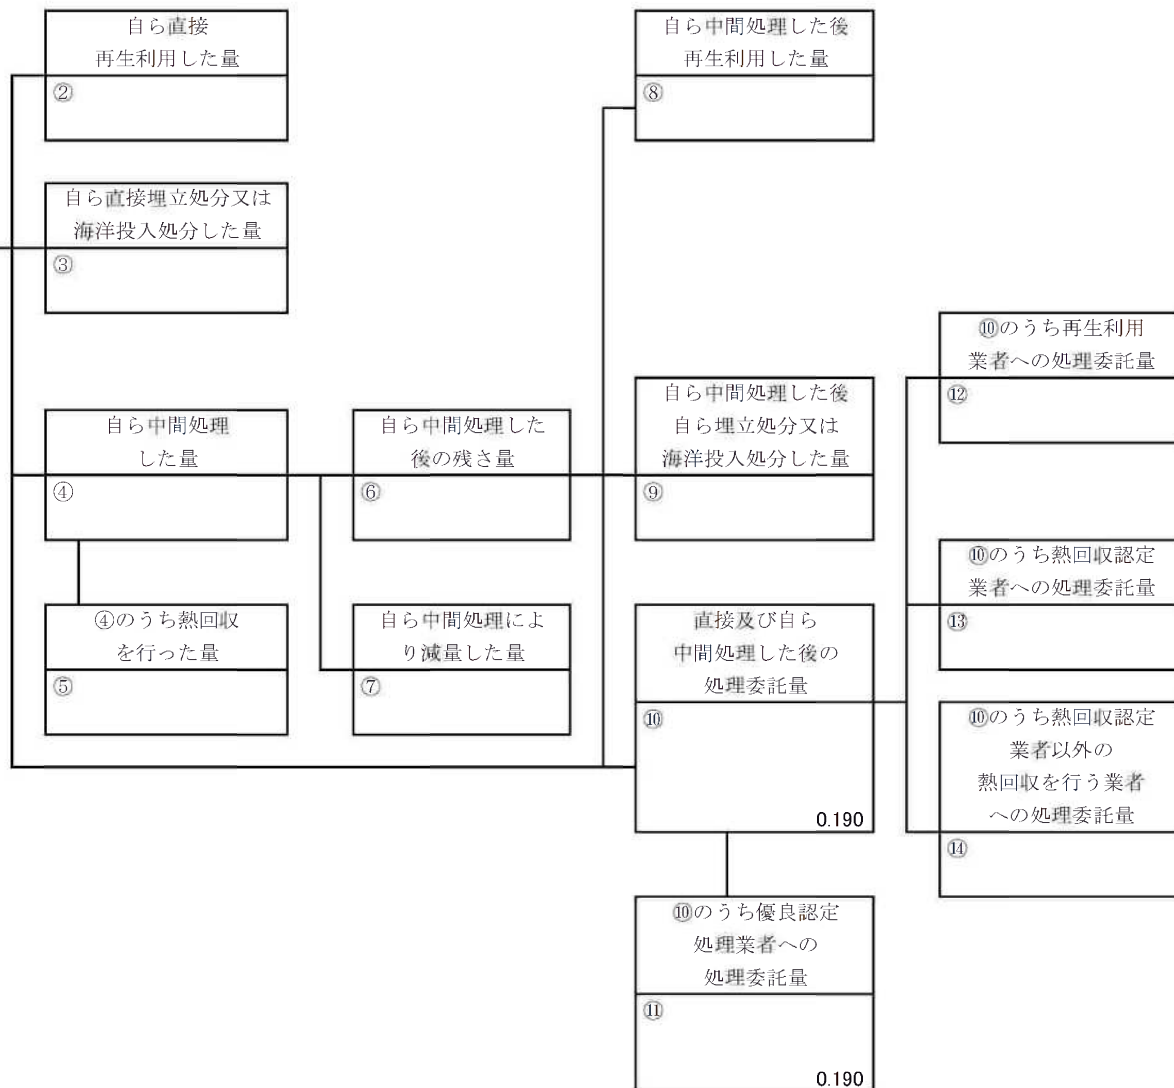 自ら直接
再生利用した量
②
自ら中間処理した後
再生利用した量
⑧
自ら直接埋立処分又は
海洋投入処分した量
③
⑩のうち再生利用
業者への処理委託量
⑫
自ら中間処理
した量
④
自ら中間処理した
後の残さ量
⑥
自ら中間処理した後
自ら埋立処分又は
海洋投入処分した量
⑨
⑩のうち熱回収認定
業者への処理委託量
⑬
④のうち熱回収
を行った量
⑤
自ら中間処理によ
り減量した量
⑦
直接及び自ら
中間処理した後の
処理委託量
⑩
0.190
⑩のうち熱回収認定
業者以外の
熱回収を行う業者
への処理委託量
⑭
⑩のうち優良認定
処理業者への
処理委託量
⑪
0.190